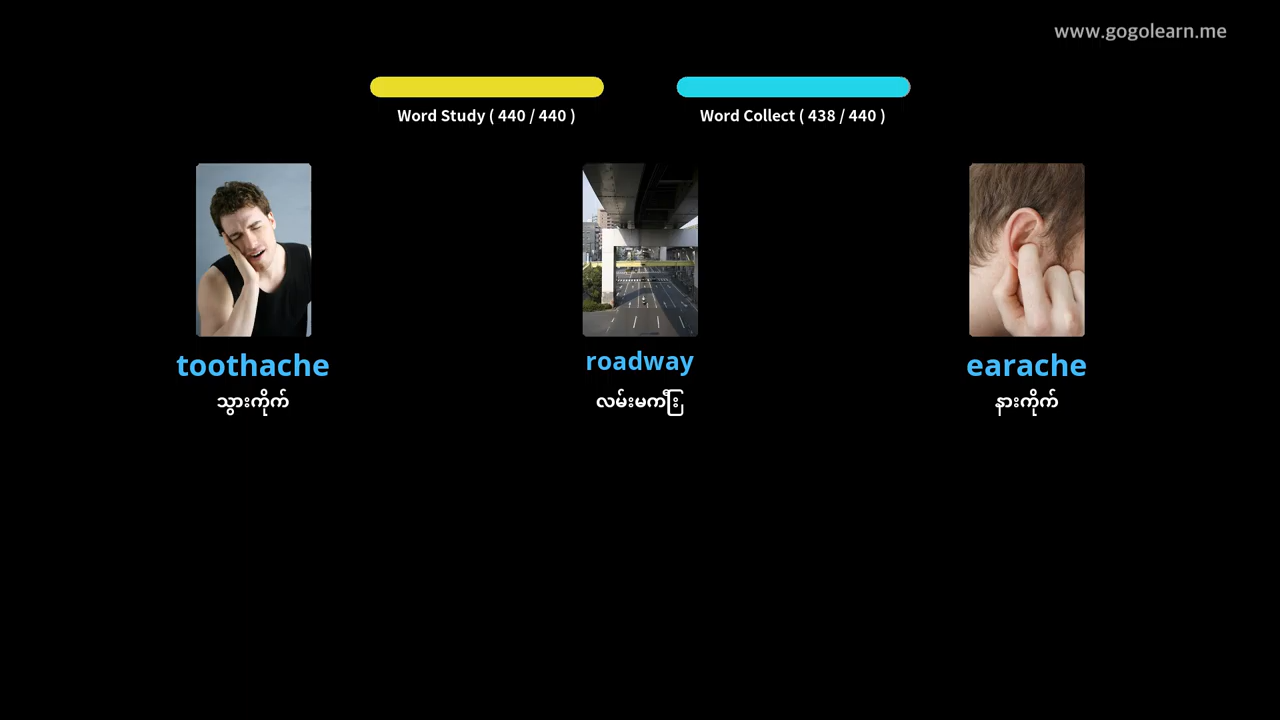 www.gogolearn.me
Word Study ( 440 / 440 )
Word Collect ( 438 / 440 )
toothache
roadway
earache
သွားကိုက်
လမ်းမကြီး
နားကိုက်